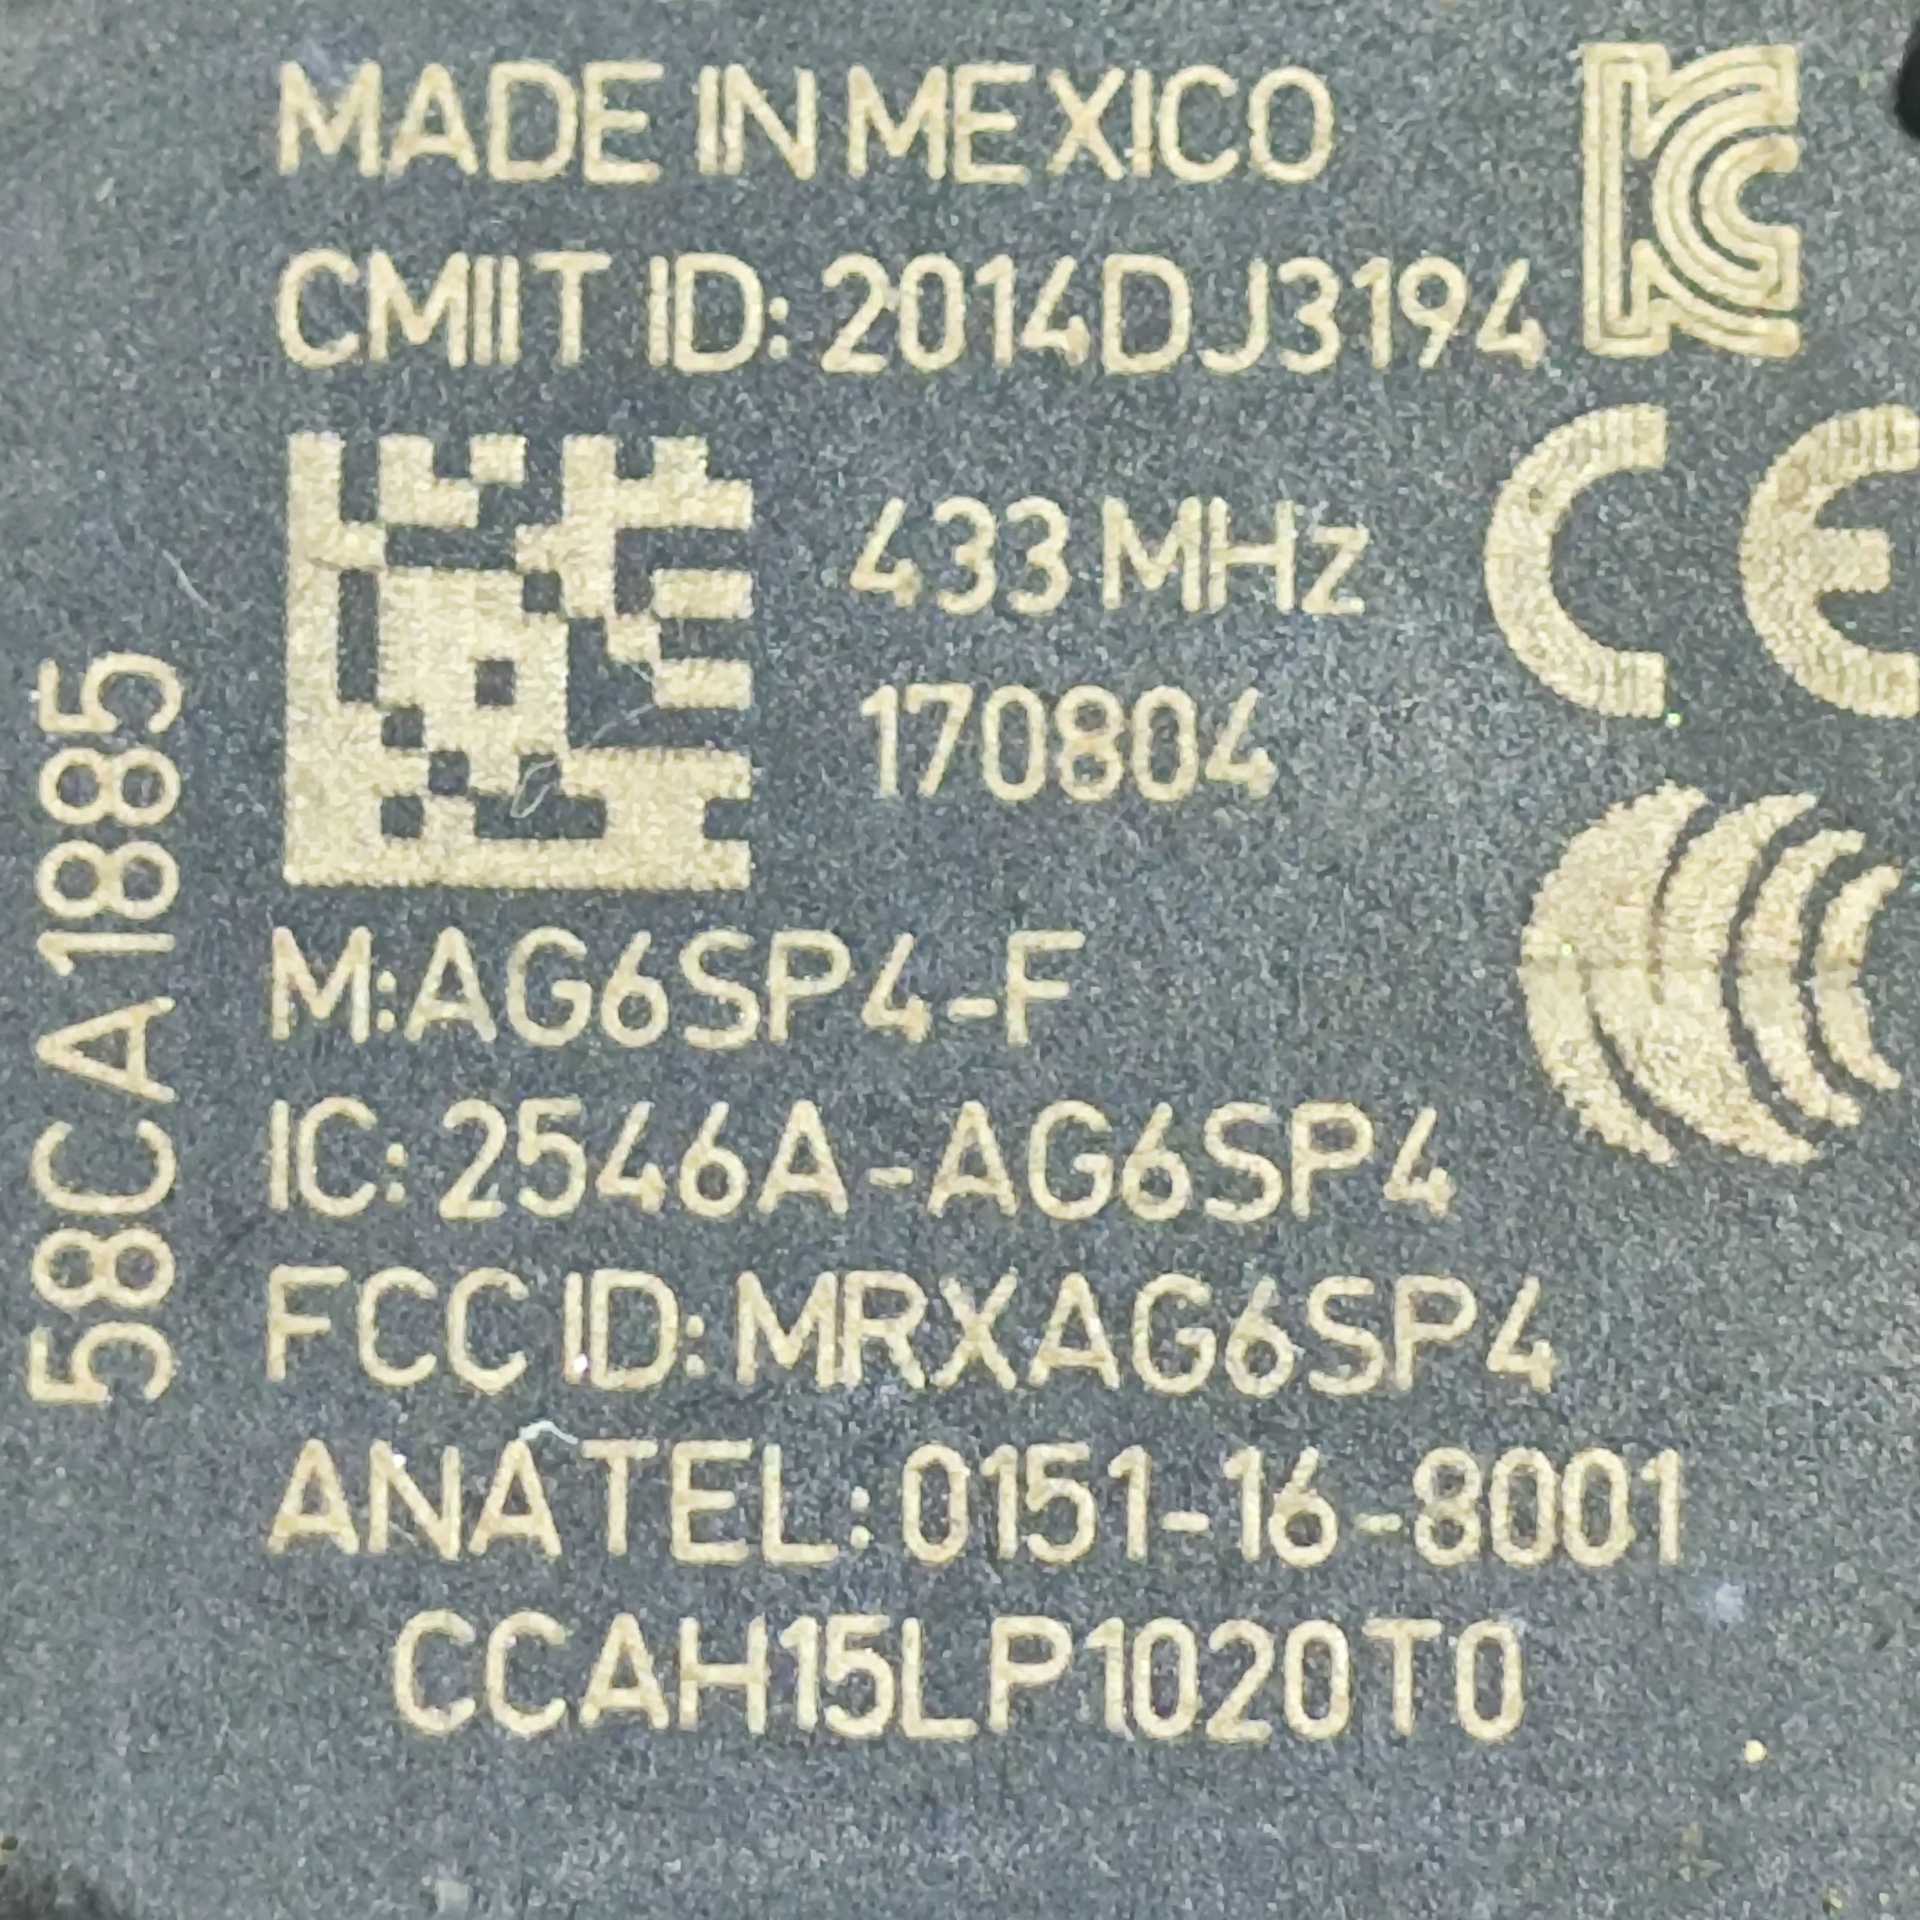 MADE IN MEXICO
CMIIT ID: 2014DJ3194
CE
433 MHz
170804
58CA1885
M:AG6SP4-F
IC: 2546A-AG6SP4
FCC ID: MRXAG6SP4
ANATEL: 0151-16-8001
CCAH15LP1020T0